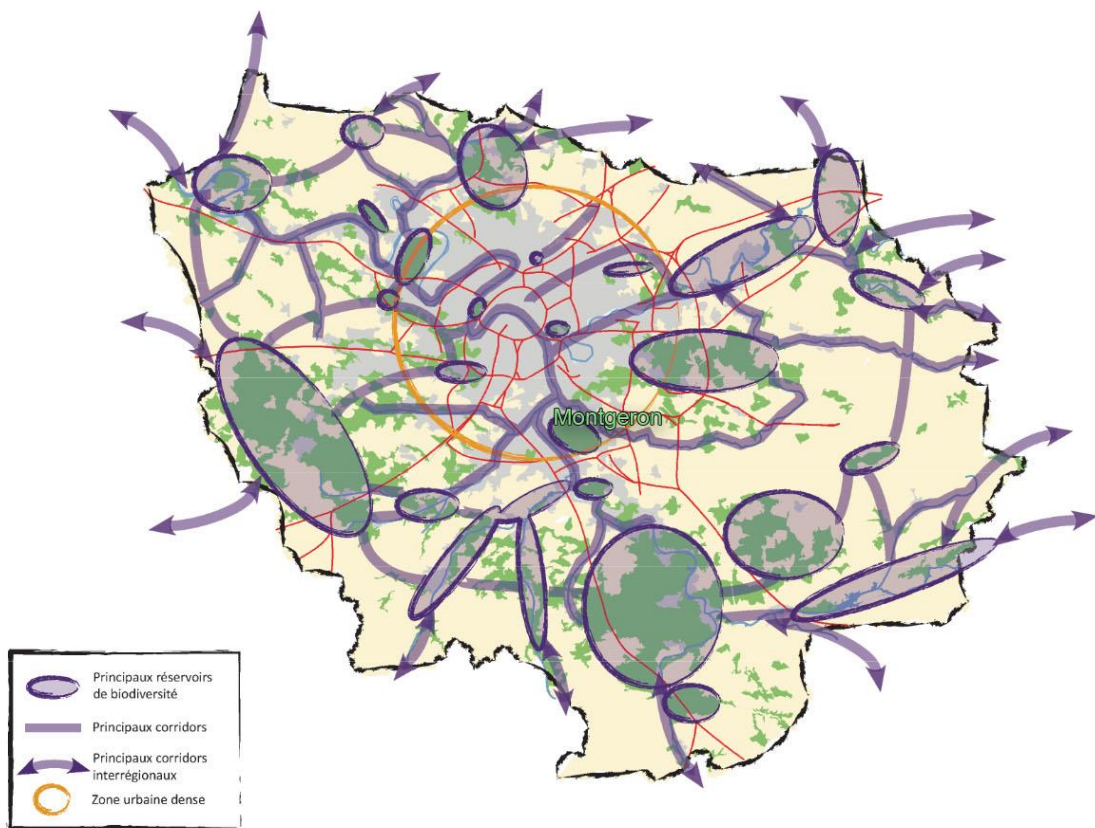 Montgeron
Principaux réservoirs
de biodiversité
Principaux corridors
Principaux corridors
interrégionaux
Zone urbaine dense